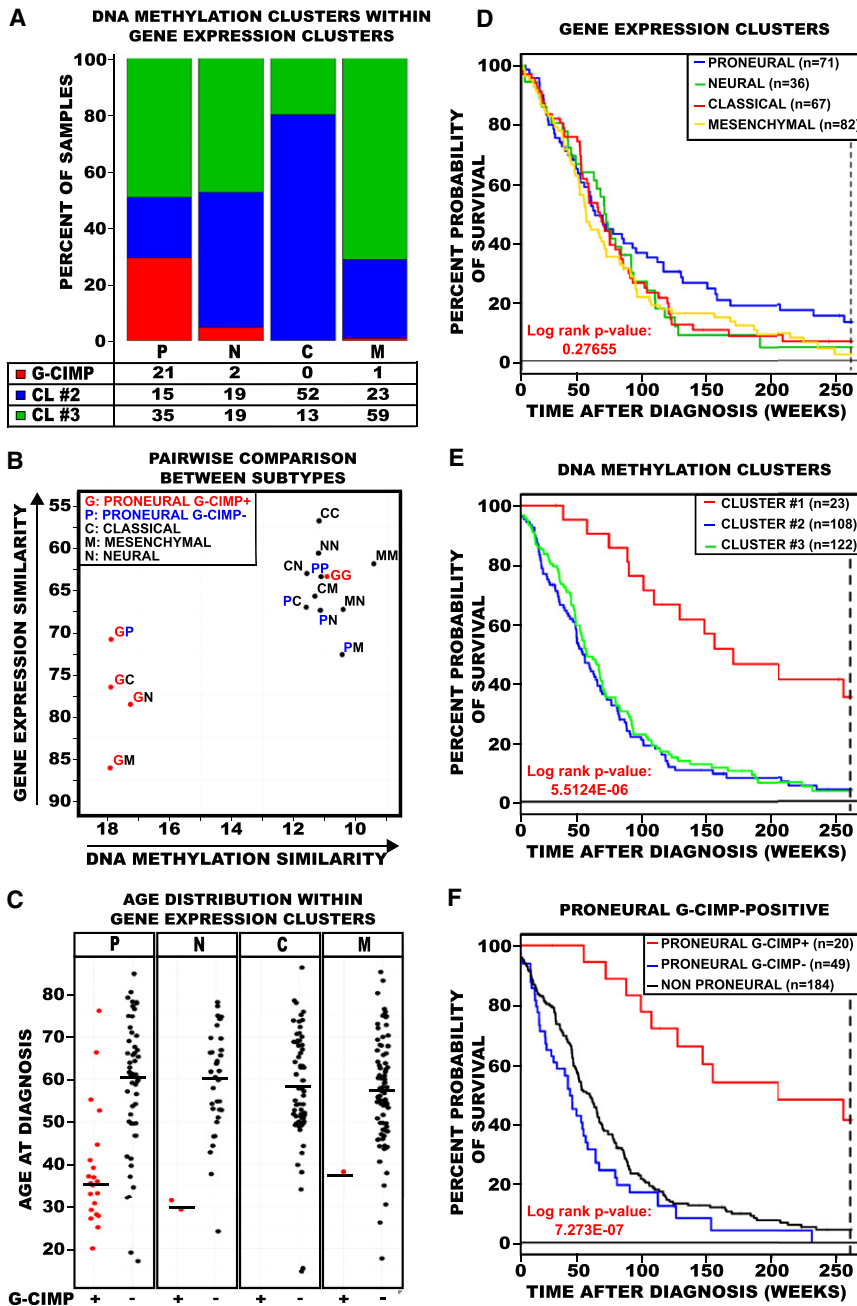 A
DNA METHYLATION CLUSTERS WITHIN
GENE EXPRESSION CLUSTERS
PERCENT OF SAMPLES
100
80
60
40
20
0
P N C M
G-CIMP 21 2 0 1
CL #2 15 19 52 23
CL #3 35 19 13 59
B
PAIRWISE COMPARISON
BETWEEN SUBTYPES
GENE EXPRESSION SIMILARITY
55
60
65
70
75
80
85
90
G: PRONEURAL G-CIMP+
P: PRONEURAL G-CIMP-
C: CLASSICAL
M: MESENCHYMAL
N: NEURAL
CC
NN
MM
CN PP GG
CM
PC PN MN
PM
GP
GC
GN
GM
18 16 14 12 10
DNA METHYLATION SIMILARITY
C
AGE DISTRIBUTION WITHIN
GENE EXPRESSION CLUSTERS
P N C M
AGE AT DIAGNOSIS
80
70
60
50
40
30
20
G-CIMP + - + - + - + -
P
D
GENE EXPRESSION CLUSTERS
PERCENT PROBABILITY
OF SURVIVAL
100
80
60
40
20
0
PRONEURAL (n=71)
NEURAL (n=36)
CLASSICAL (n=67)
MESENCHYMAL (n=82)
Log rank p-value:
0.27655
0 50 100 150 200 250
TIME AFTER DIAGNOSIS (WEEKS)
E
DNA METHYLATION CLUSTERS
PERCENT PROBABILITY
OF SURVIVAL
100
80
60
40
20
0
CLUSTER #1 (n=23)
CLUSTER #2 (n=108)
CLUSTER #3 (n=122)
Log rank p-value:
5.5124E-06
0 50 100 150 200 250
TIME AFTER DIAGNOSIS (WEEKS)
F
PRONEURAL G-CIMP-POSITIVE
PERCENT PROBABILITY
OF SURVIVAL
100
80
60
40
20
0
PRONEURAL G-CIMP+ (n=20)
PRONEURAL G-CIMP- (n=49)
NON PRONEURAL (n=184)
Log rank p-value:
7.273E-07
0 50 100 150 200 250
TIME AFTER DIAGNOSIS (WEEKS)